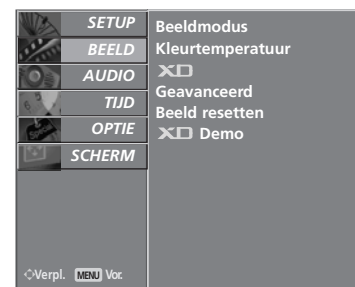 SETUP
BEELD
AUDIO
TIJD
OPTIE
SCHERM
Beeldmodus
Kleurtemperatuur
XD
Geavanceerd
Beeld resetten
XD Demo
Verpl. MENU Vor.